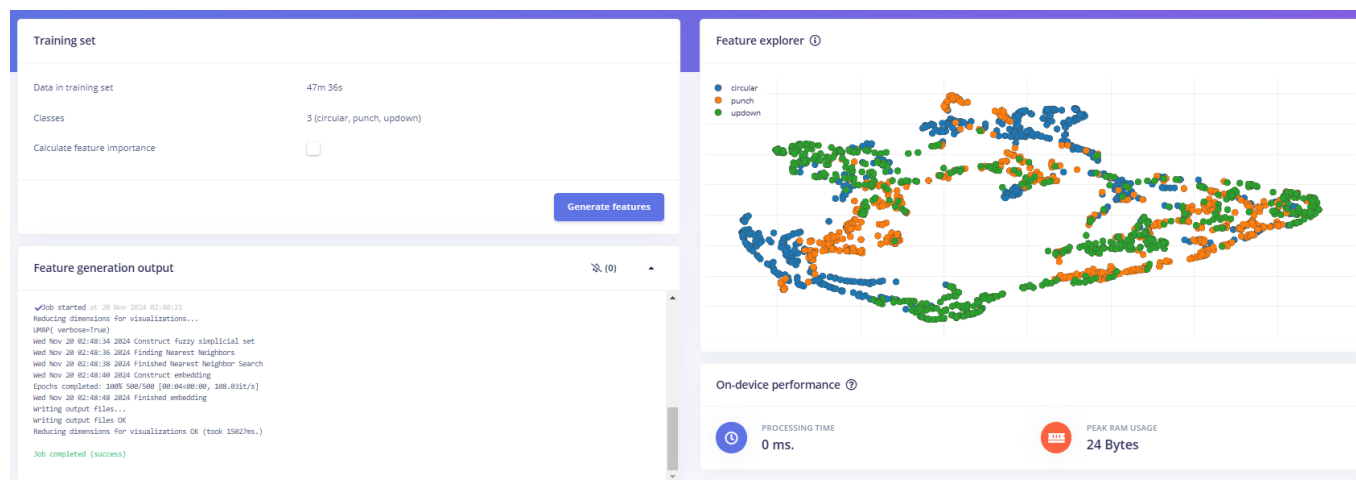 Training set
Data in training set 47m 36s
Classes 3 (circular, punch, updown)
Calculate feature importance
Generate features
Feature generation output (0)
Job started at 20 Nov 2024 02:48:21
Reducing dimensions for visualizations...
UMAP( verbose=True)
Wed Nov 20 02:48:34 2024 Construct fuzzy simplicial set
Wed Nov 20 02:48:36 2024 Finding Nearest Neighbors
Wed Nov 20 02:48:38 2024 Finished Nearest Neighbor Search
Wed Nov 20 02:48:40 2024 Construct embedding
Epochs completed: 100% 500/500 [00:04<00:00, 108.03it/s]
Wed Nov 20 02:48:48 2024 Finished embedding
Writing output files...
Writing output files OK
Reducing dimensions for visualizations OK (took 15027ms.)
Job completed (success)
Feature explorer
circular
punch
updown
On-device performance
PROCESSING TIME
0 ms.
PEAK RAM USAGE
24 Bytes